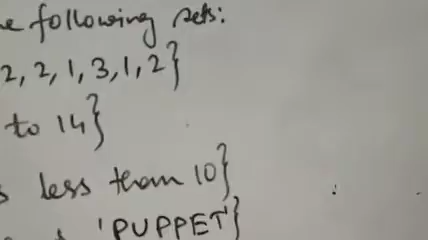 following sets:
2, 2, 1, 3, 1, 2}
to 14}
less than 10}
'PUPPET'}